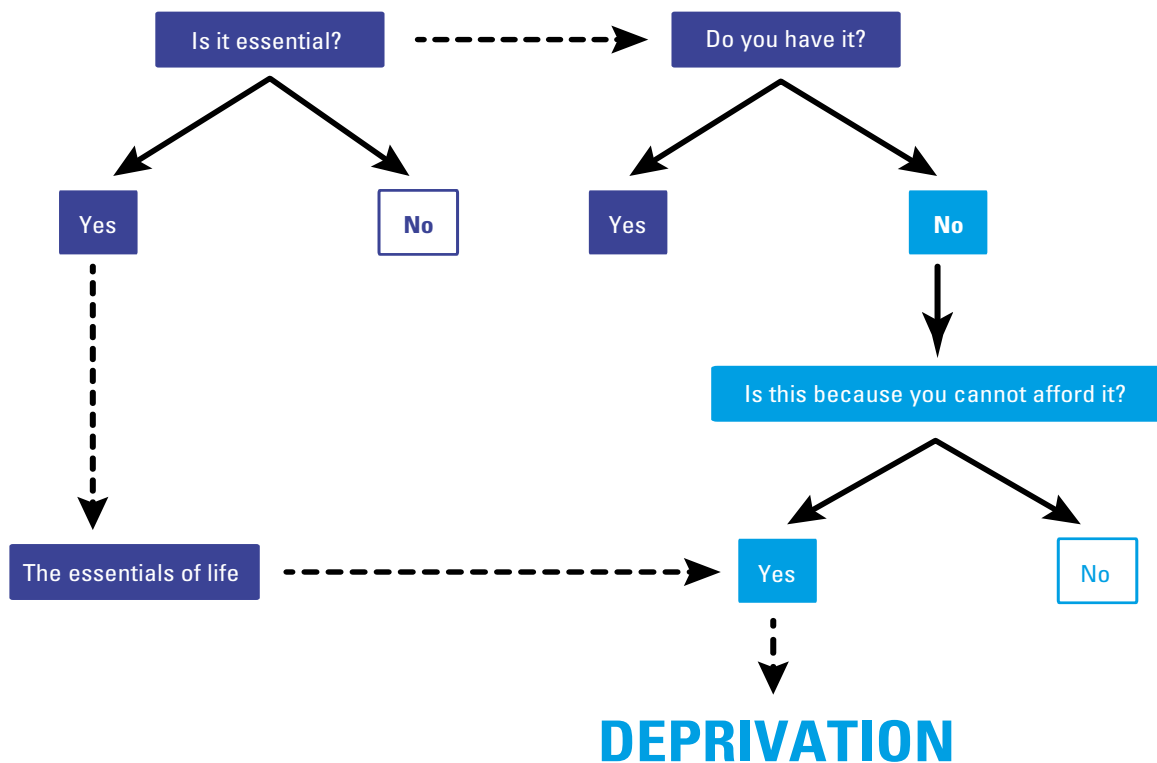 Is it essential?
Do you have it?
Yes
No
Yes
No
Is this because you cannot afford it?
The essentials of life
Yes
No
DEPRIVATION